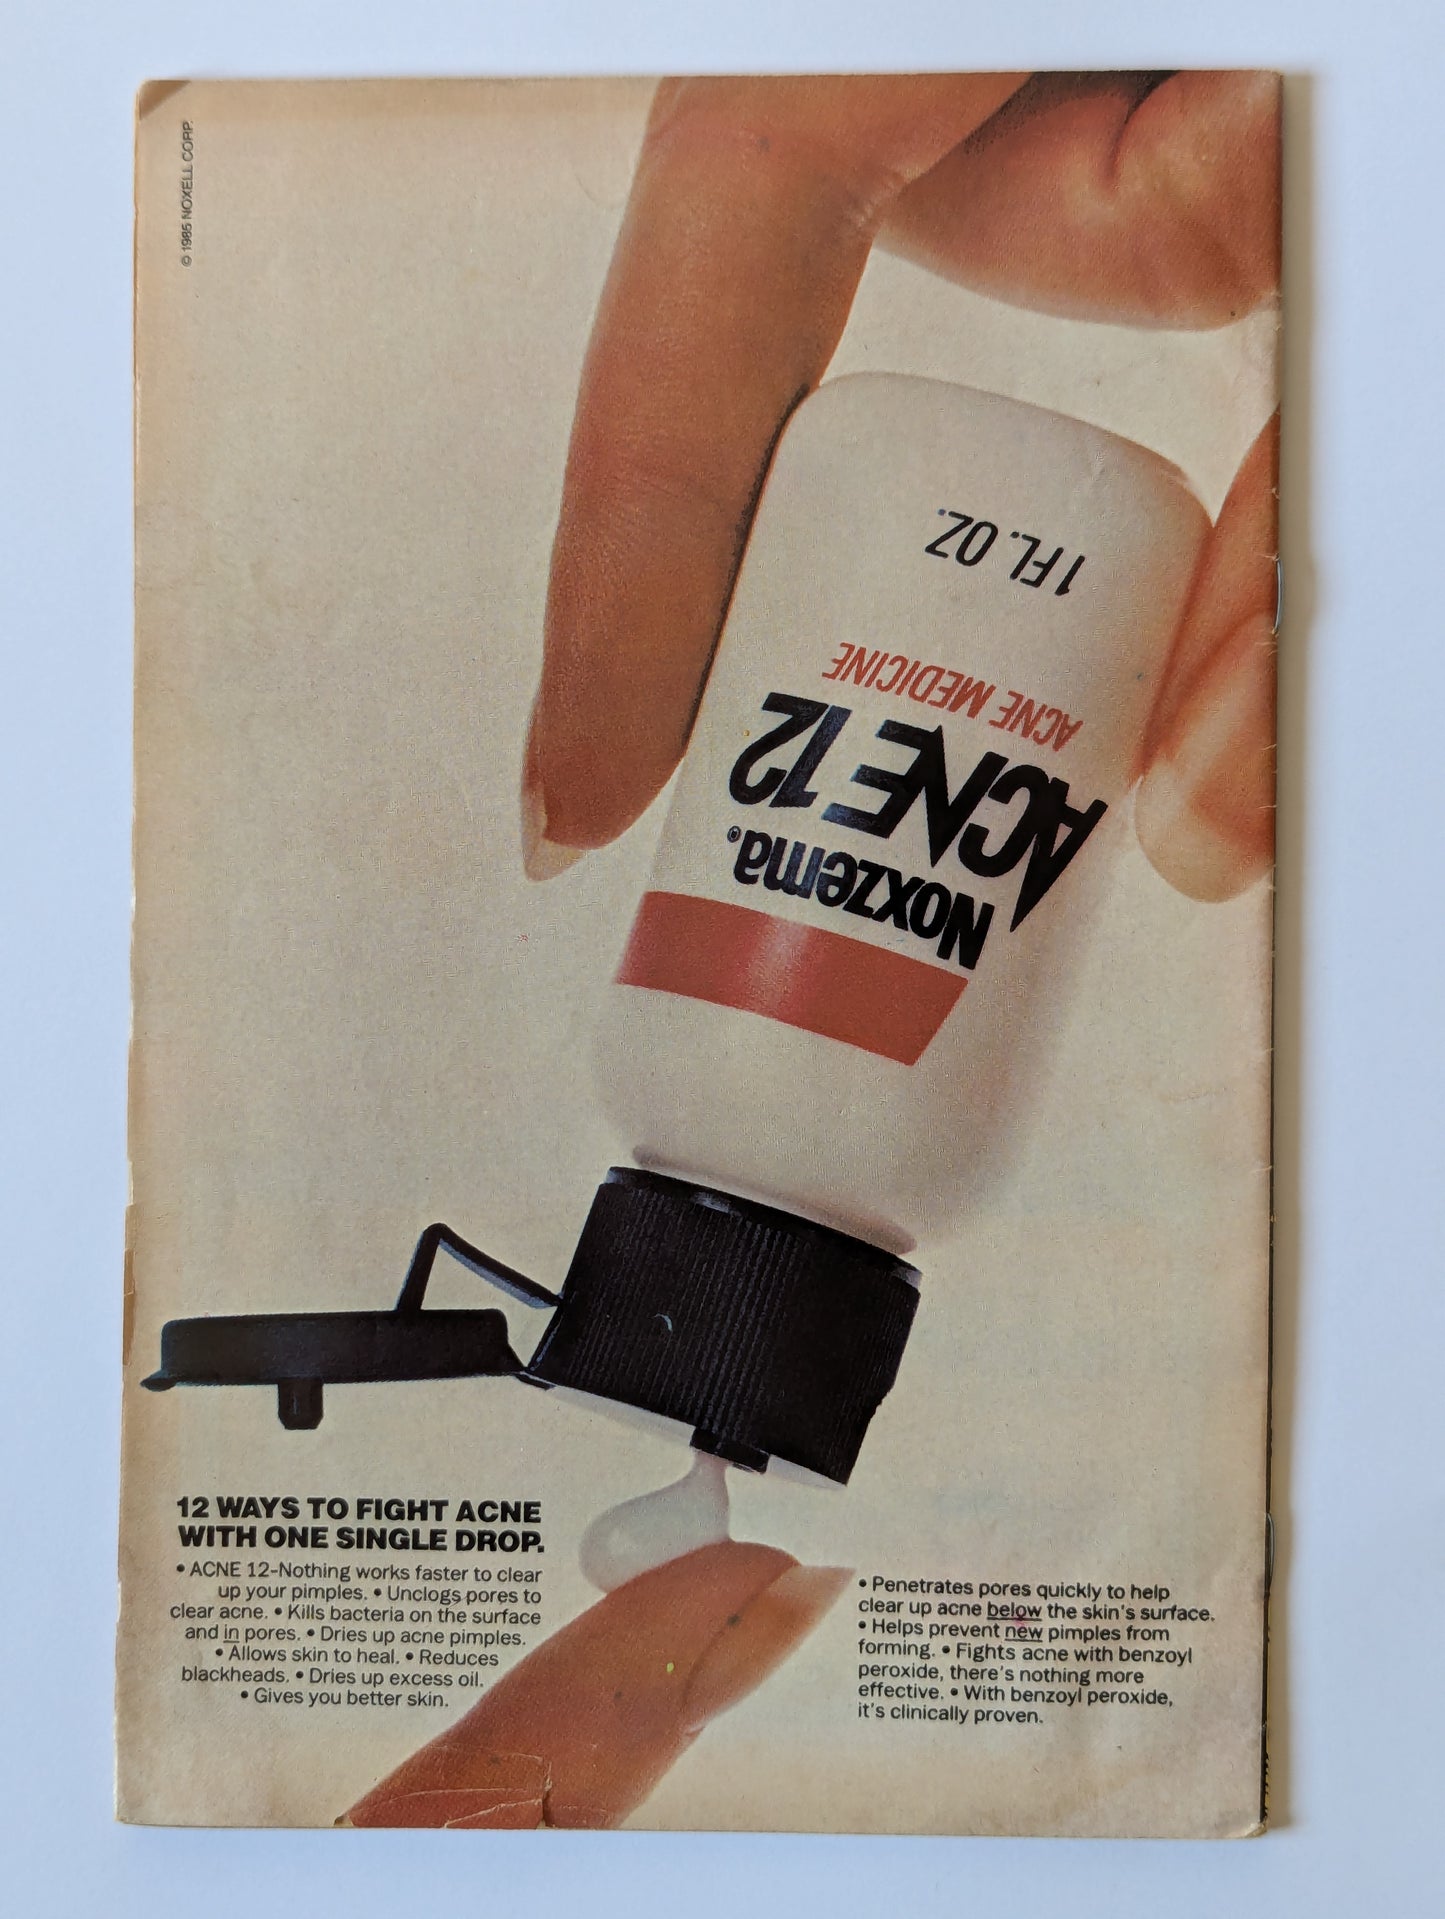 © 1985 NOXELL CORP.
1 FL. OZ.
ACNE MEDICINE
ACNE 12
Noxzema®
12 WAYS TO FIGHT ACNE
WITH ONE SINGLE DROP.
• ACNE 12-Nothing works faster to clear
up your pimples. • Unclogs pores to
clear acne. • Kills bacteria on the surface
and in pores. • Dries up acne pimples.
• Allows skin to heal. • Reduces
blackheads. • Dries up excess oil.
• Gives you better skin.
• Penetrates pores quickly to help
clear up acne below the skin's surface.
• Helps prevent new pimples from
forming. • Fights acne with benzoyl
peroxide, there's nothing more
effective. • With benzoyl peroxide,
it's clinically proven.